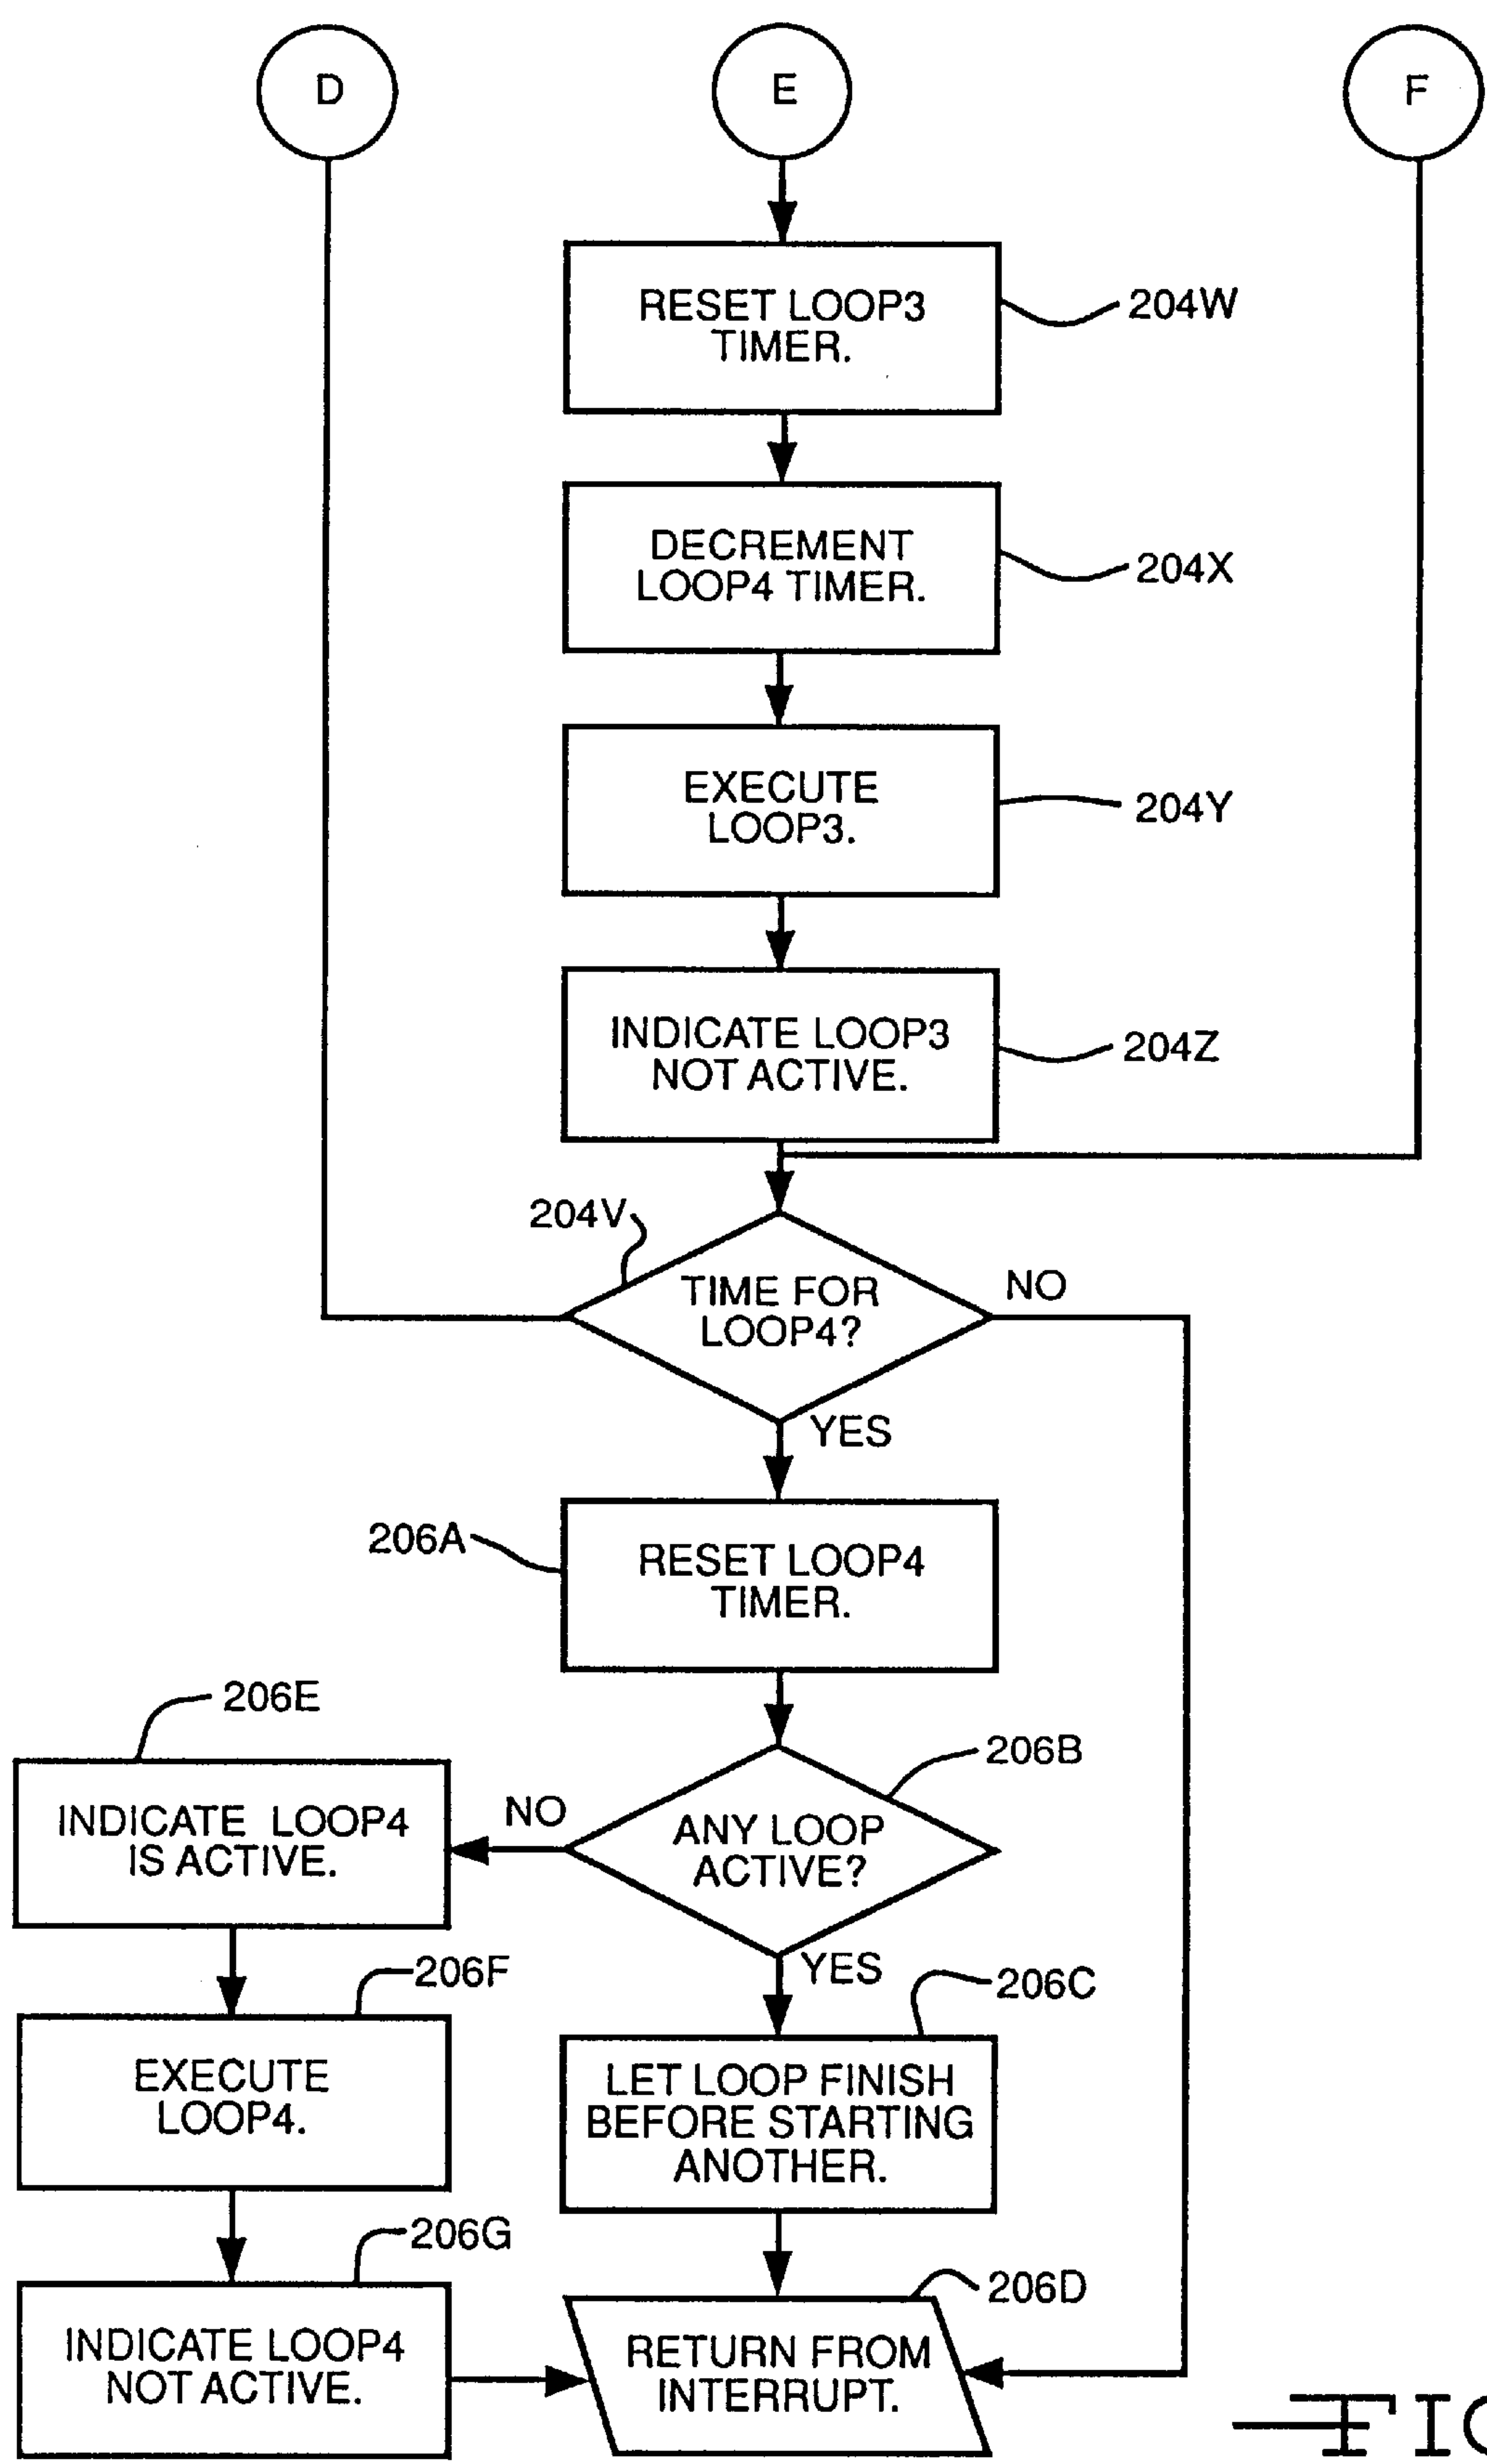 D
E
F
RESET LOOP3
TIMER.
204W
DECREMENT
LOOP4 TIMER.
204X
EXECUTE
LOOP3.
204Y
INDICATE LOOP3
NOT ACTIVE.
204Z
204V
TIME FOR
LOOP4?
NO
YES
206A
RESET LOOP4
TIMER.
206E
206B
INDICATE LOOP4
IS ACTIVE.
NO
ANY LOOP
ACTIVE?
YES
206F
206C
EXECUTE
LOOP4.
LET LOOP FINISH
BEFORE STARTING
ANOTHER.
206G
206D
INDICATE LOOP4
NOT ACTIVE.
RETURN FROM
INTERRUPT.